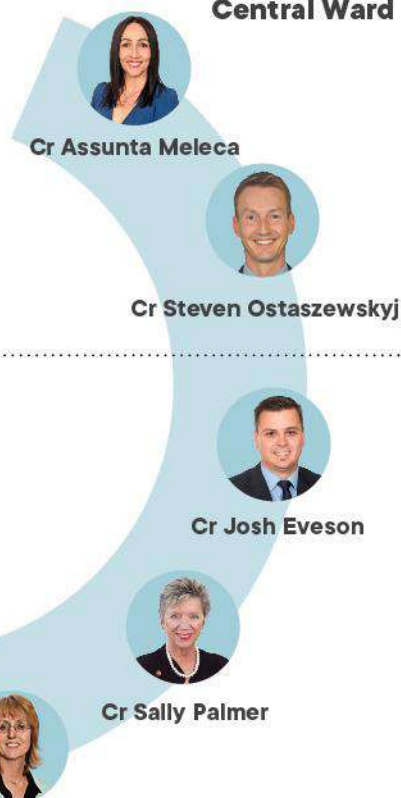 Central Ward
Cr Assunta Meleca
Cr Steven Ostaszewskyj
Cr Josh Eveson
Cr Sally Palmer